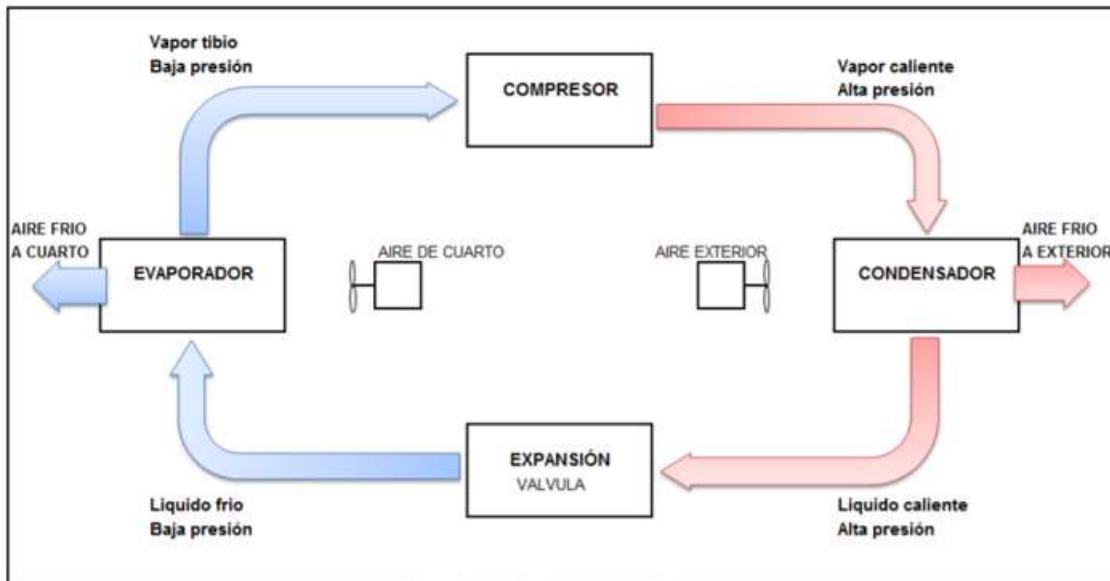 Vapor tibio
Baja presión
COMPRESOR
Vapor caliente
Alta presión
AIRE FRIO
A CUARTO
EVAPORADOR
AIRE DE CUARTO
AIRE EXTERIOR
CONDENSADOR
AIRE FRIO
A EXTERIOR
EXPANSIÓN
VALVULA
Liquido frio
Baja presión
Liquido caliente
Alta presión